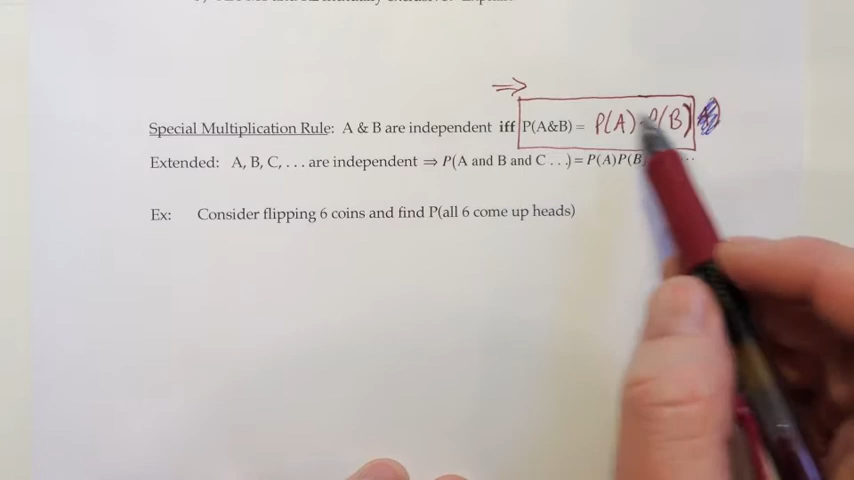 Special Multiplication Rule: A & B are independent iff P(A&B) = P(A) P(B)
Extended: A, B, C, . . . are independent ⇒ P(A and B and C . . .) = P(A)P(B)
Ex: Consider flipping 6 coins and find P(all 6 come up heads)